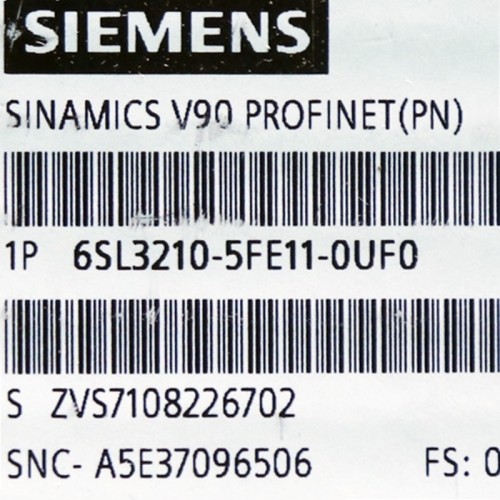 SIEMENS
SINAMICS V90 PROFINET(PN)
1P 6SL3210-5FE11-0UF0
S ZVS7108226702
SNC- A5E37096506 FS: 0